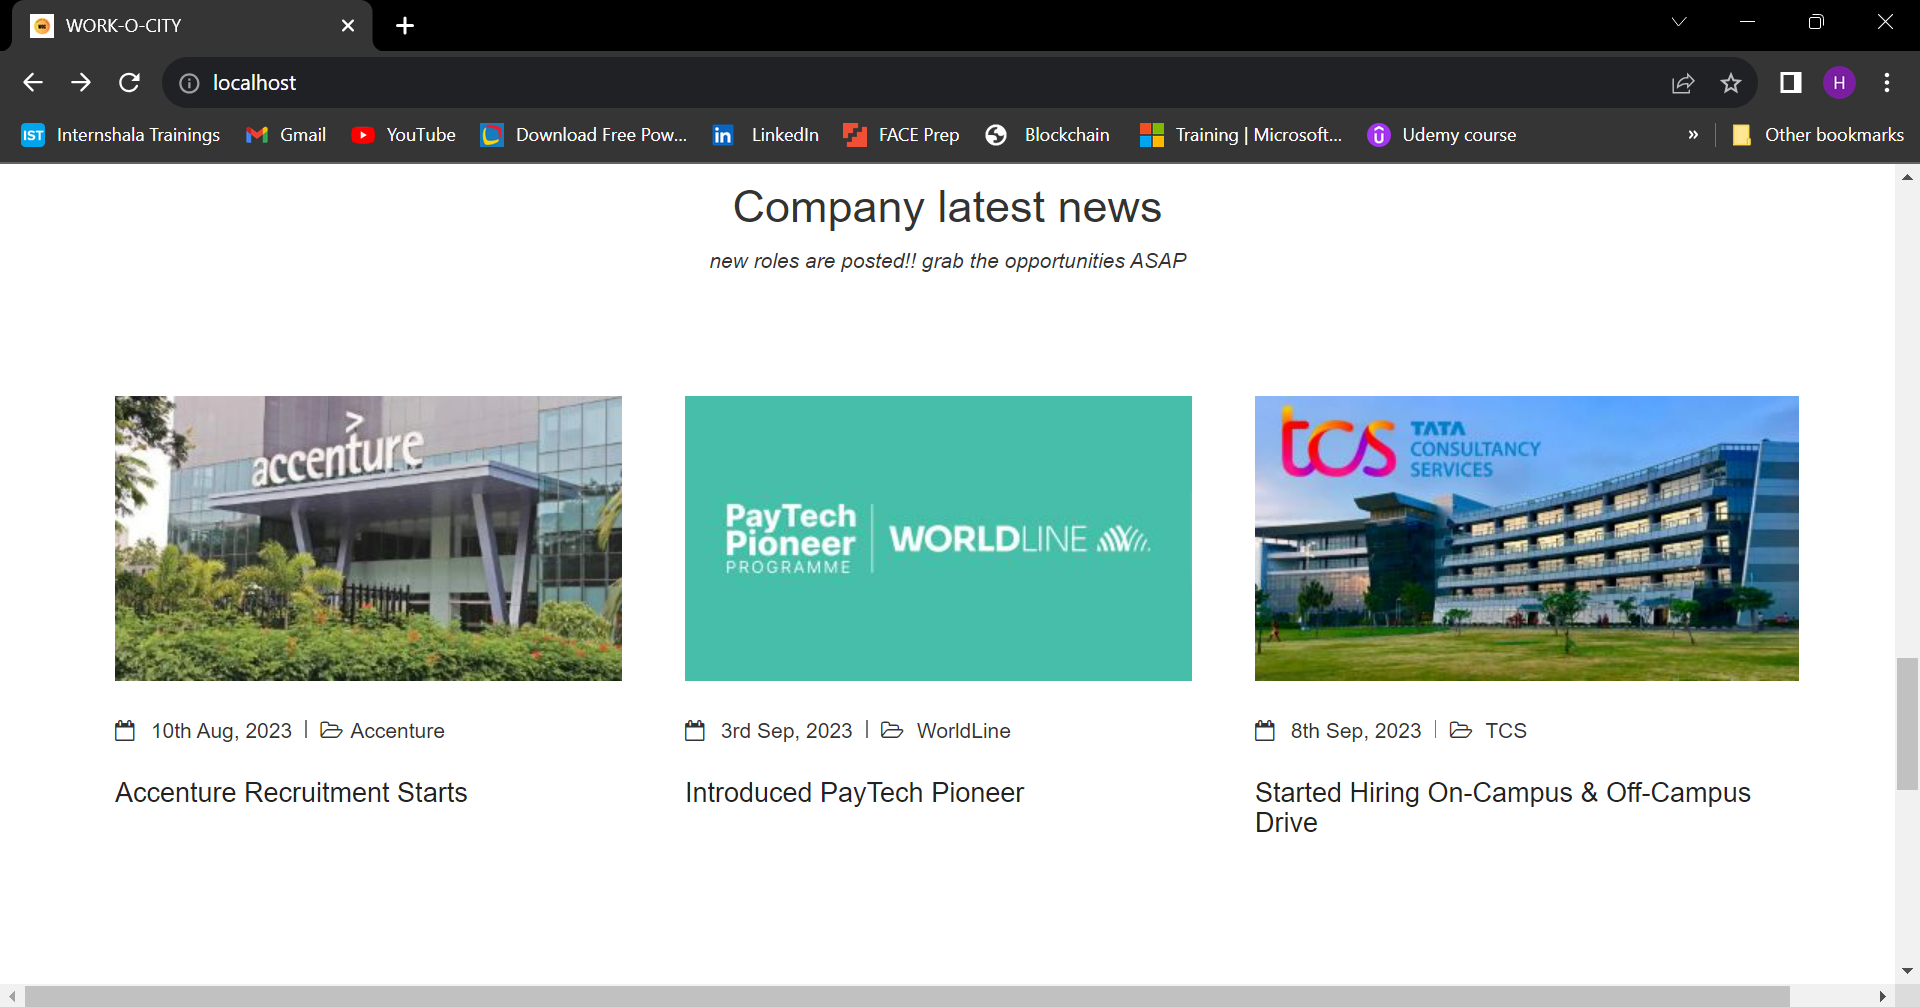 WORK-O-CITY
localhost
H
IST Internshala Trainings Gmail YouTube Download Free Pow... in LinkedIn FACE Prep Blockchain Training | Microsoft... Udemy course » Other bookmarks
Company latest news
new roles are posted!! grab the opportunities ASAP
accenture
PayTech
Pioneer
PROGRAMME
WORLDLINE
tcs TATA
CONSULTANCY
SERVICES
10th Aug, 2023 | Accenture
3rd Sep, 2023 | WorldLine
8th Sep, 2023 | TCS
Accenture Recruitment Starts
Introduced PayTech Pioneer
Started Hiring On-Campus & Off-Campus
Drive